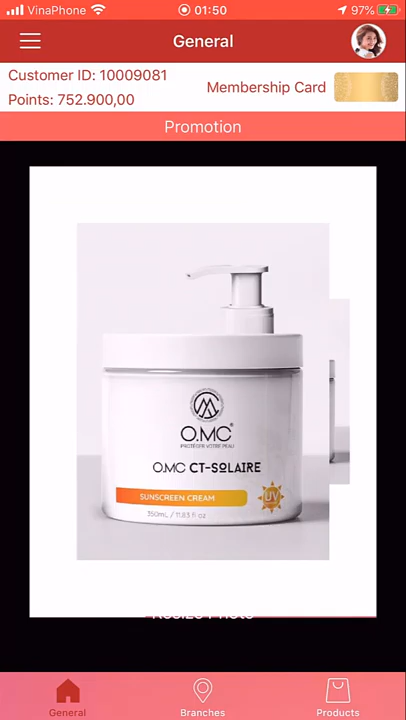 VinaPhone 01:50 97%
General
Customer ID: 10009081
Points: 752.900,00
Membership Card
Promotion
O.MC
PROTÉGER VOTRE PEAU
O.MC CT-SOLAIRE
SUNSCREEN CREAM
UV
350mL / 11,83 fl oz
General
Branches
Products